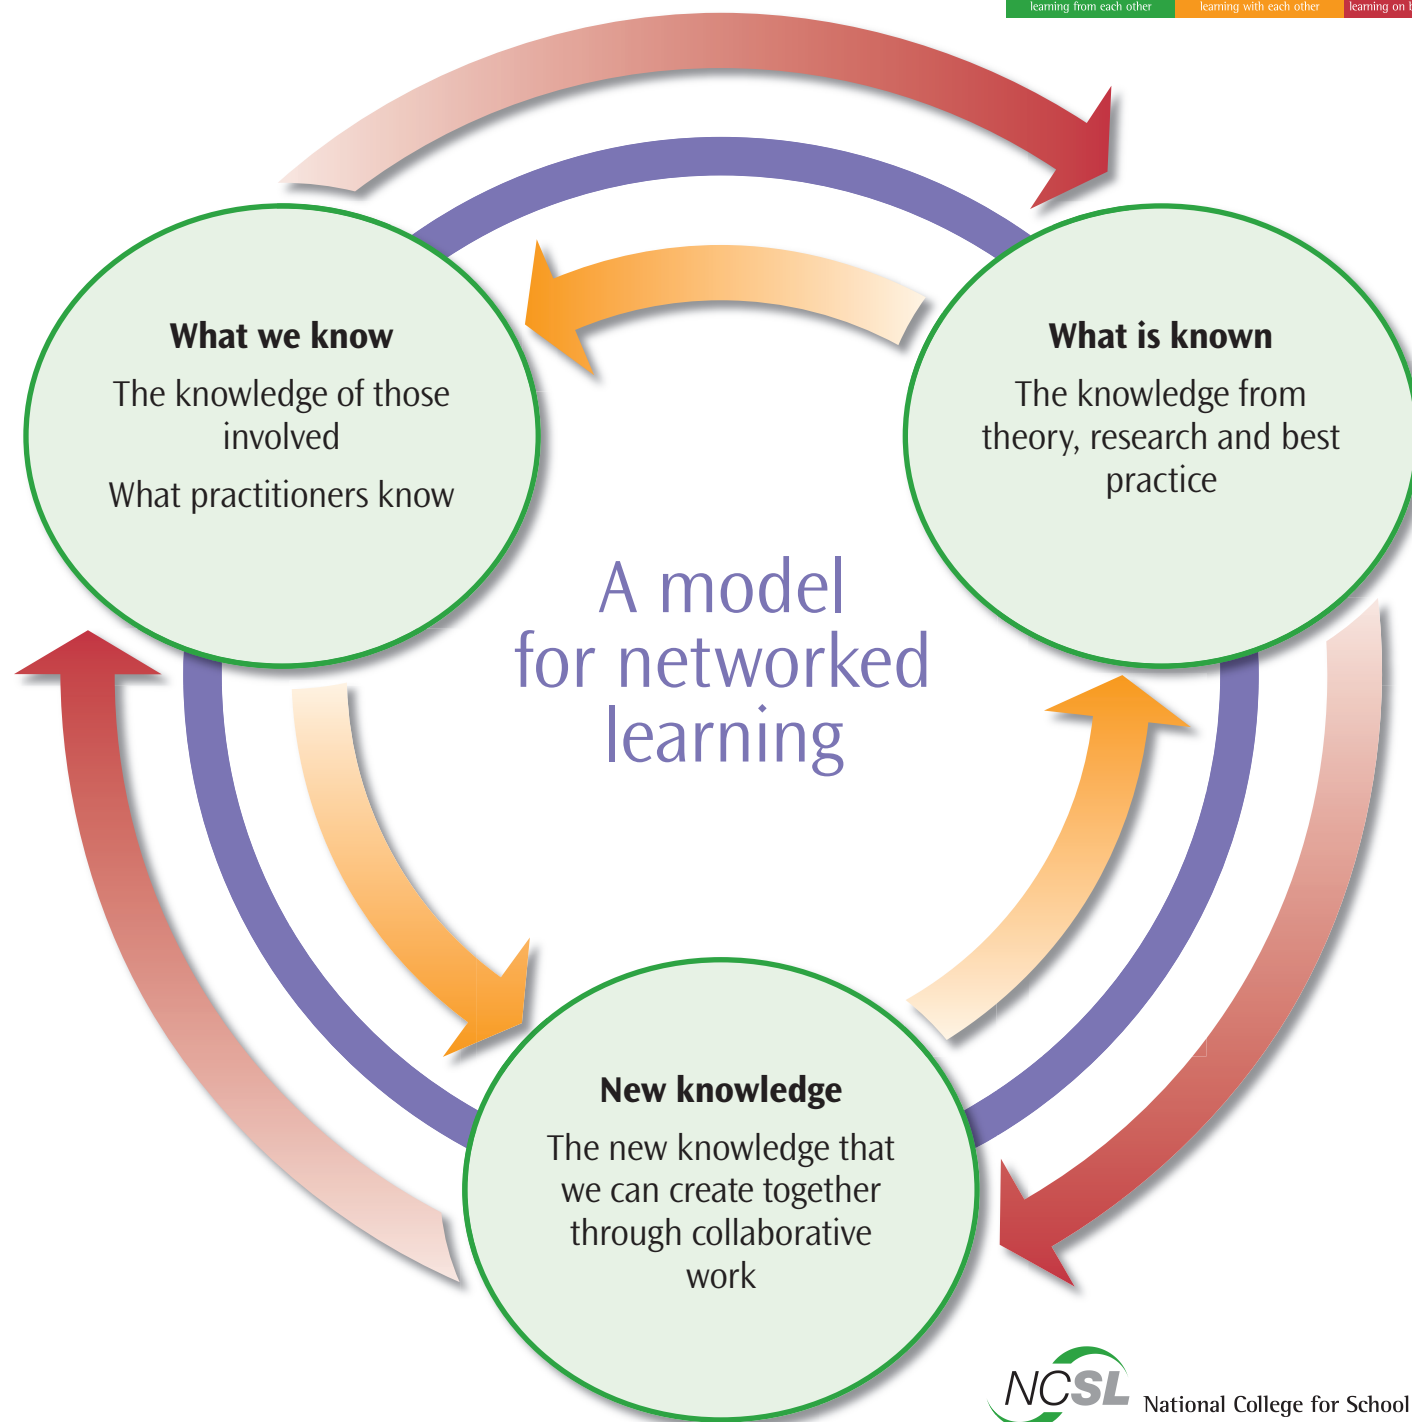 learning from each other
learning with each other
learning on
What we know
The knowledge of those
involved
What practitioners know
What is known
The knowledge from
theory, research and best
practice
A model
for networked
learning
New knowledge
The new knowledge that
we can create together
through collaborative
work
NCSL
National College for School